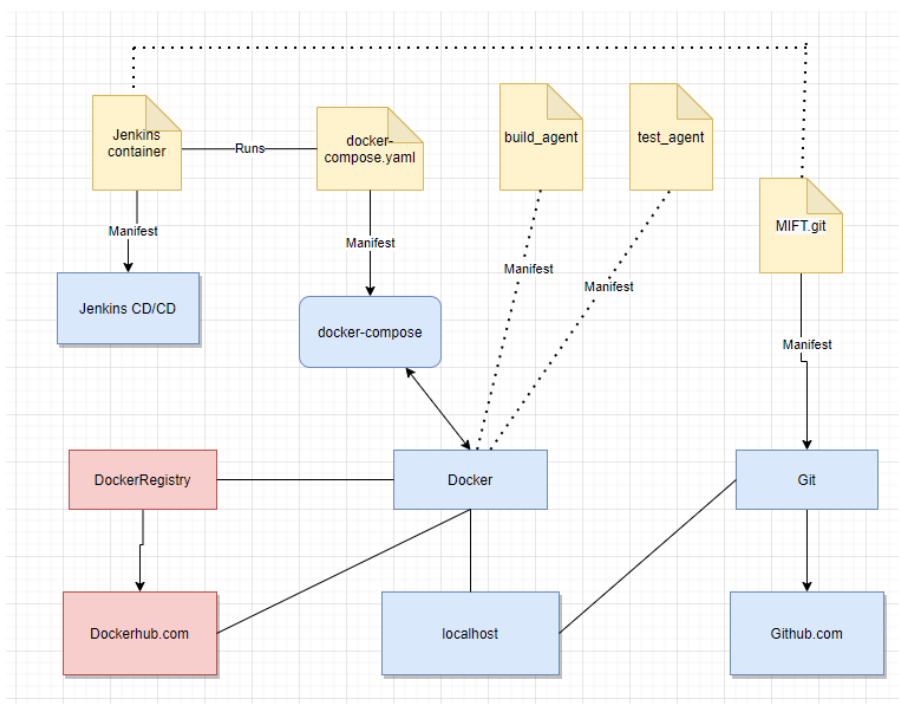 Jenkins
container
Runs
docker-
compose.yaml
build_agent
test_agent
MIFT.git
Manifest
Manifest
Manifest
Manifest
Manifest
Jenkins CD/CD
docker-compose
DockerRegistry
Docker
Git
Dockerhub.com
localhost
Github.com